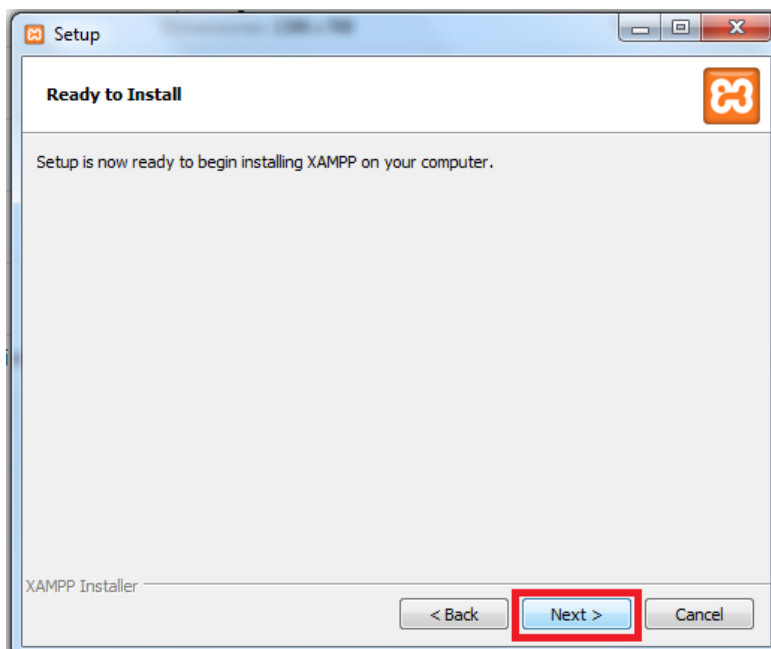 Setup
Ready to Install
Setup is now ready to begin installing XAMPP on your computer.
XAMPP Installer
< Back
Next >
Cancel